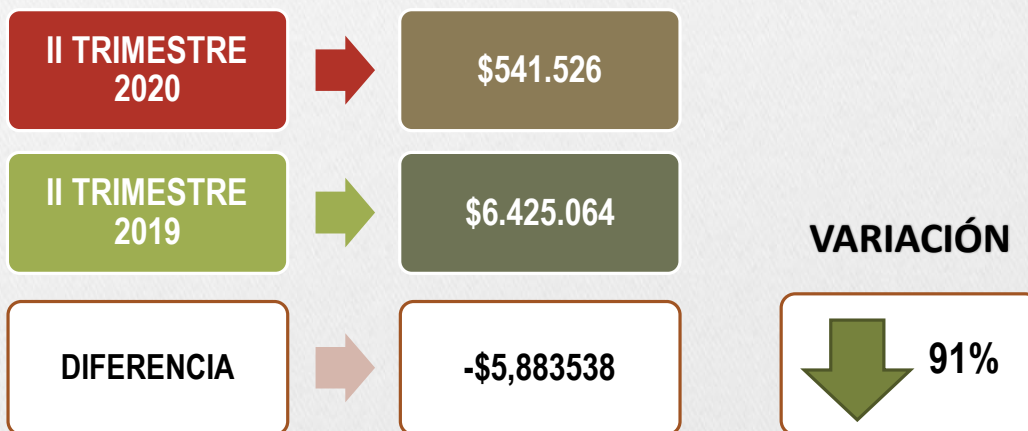 II TRIMESTRE
2020
$541.526
II TRIMESTRE
2019
$6.425.064
VARIACIÓN
DIFERENCIA
-$5,883538
91%